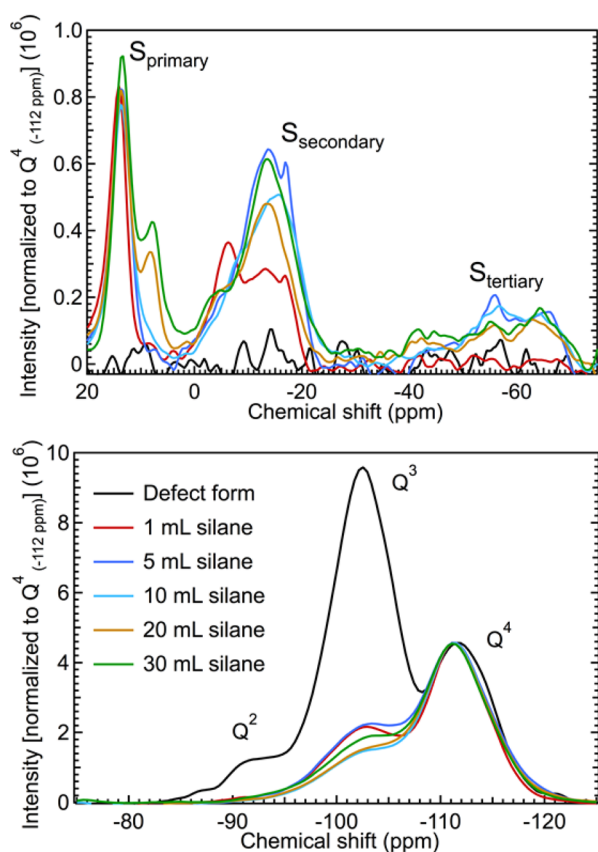 Intensity [normalized to Q⁴ (-112 ppm)] (10⁶)
1.0
0.8
0.6
0.4
0.2
0
S primary
S secondary
S tertiary
20 0 -20 -40 -60
Chemical shift (ppm)
Intensity [normalized to Q⁴ (-112 ppm)] (10⁶)
10
8
6
4
2
0
Defect form
1 mL silane
5 mL silane
10 mL silane
20 mL silane
30 mL silane
Q²
Q³
Q⁴
-80 -90 -100 -110 -120
Chemical shift (ppm)